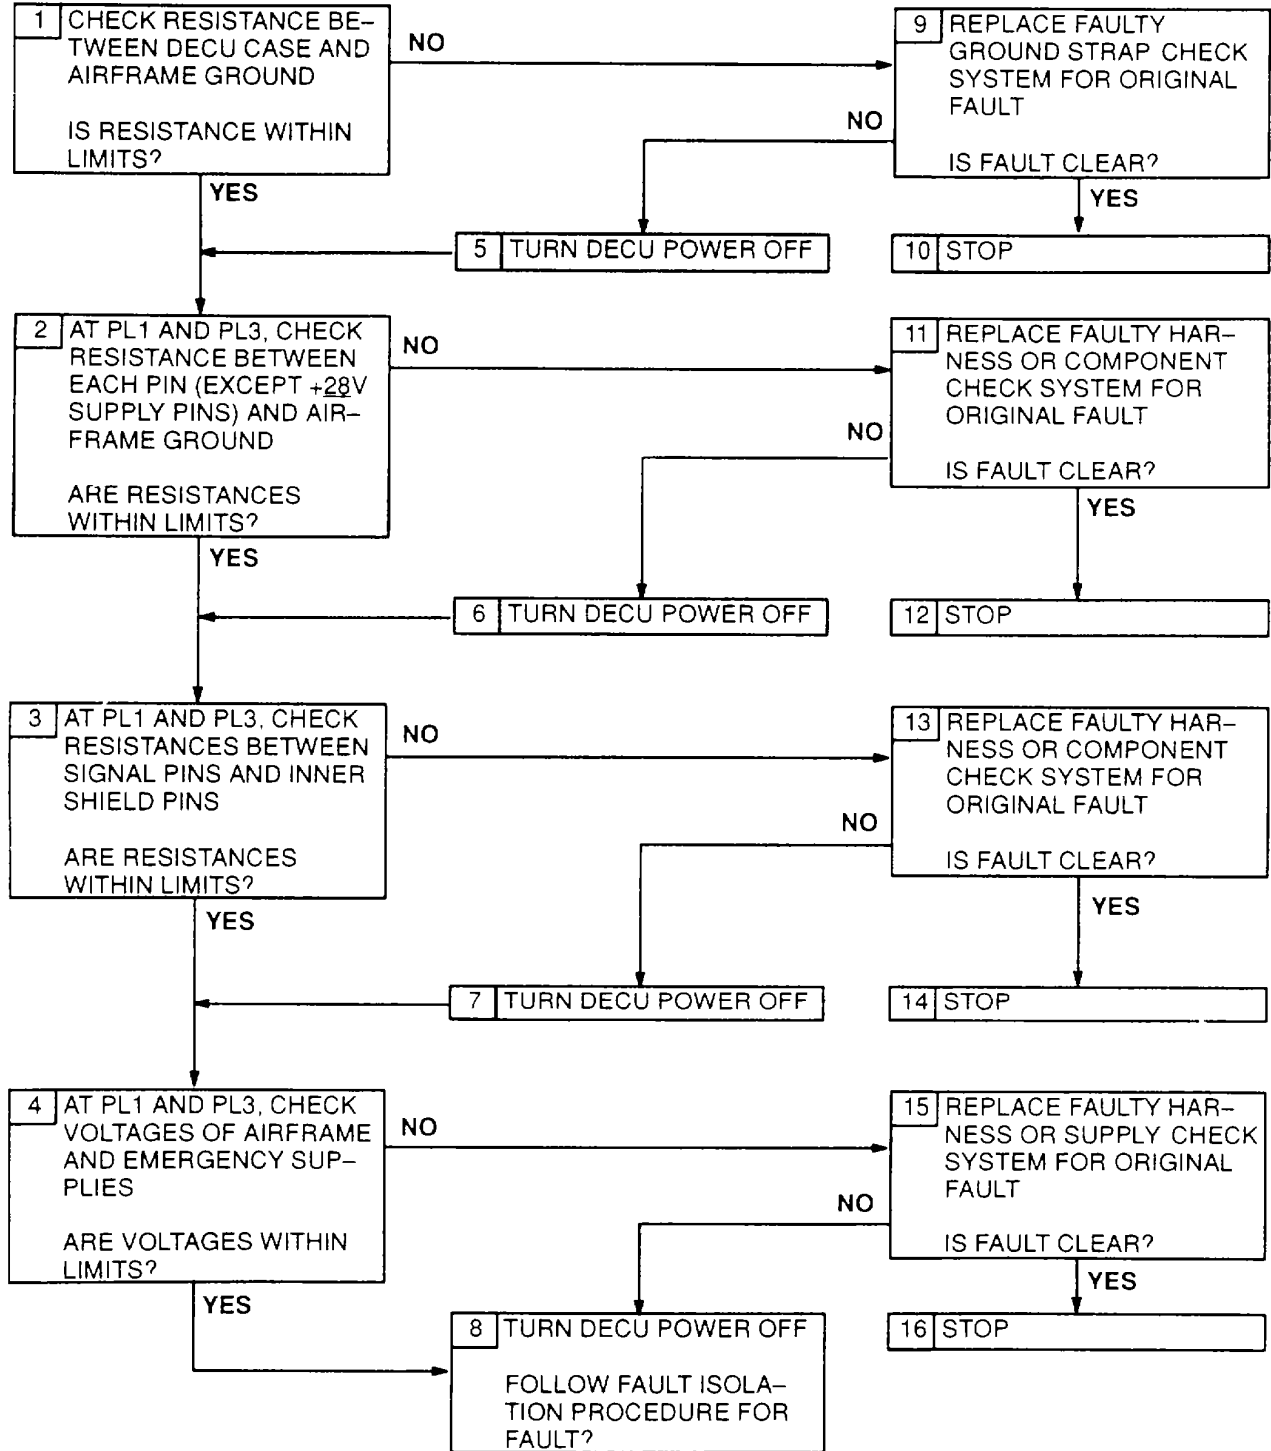 1 CHECK RESISTANCE BE-
TWEEN DECU CASE AND
AIRFRAME GROUND
IS RESISTANCE WITHIN
LIMITS?
NO
YES
9 REPLACE FAULTY
GROUND STRAP CHECK
SYSTEM FOR ORIGINAL
FAULT
IS FAULT CLEAR?
NO
YES
5 TURN DECU POWER OFF
10 STOP
2 AT PL1 AND PL3, CHECK
RESISTANCE BETWEEN
EACH PIN (EXCEPT +28V
SUPPLY PINS) AND AIR-
FRAME GROUND
ARE RESISTANCES
WITHIN LIMITS?
NO
YES
11 REPLACE FAULTY HAR-
NESS OR COMPONENT
CHECK SYSTEM FOR
ORIGINAL FAULT
IS FAULT CLEAR?
NO
YES
6 TURN DECU POWER OFF
12 STOP
3 AT PL1 AND PL3, CHECK
RESISTANCES BETWEEN
SIGNAL PINS AND INNER
SHIELD PINS
ARE RESISTANCES
WITHIN LIMITS?
NO
YES
13 REPLACE FAULTY HAR-
NESS OR COMPONENT
CHECK SYSTEM FOR
ORIGINAL FAULT
IS FAULT CLEAR?
NO
YES
7 TURN DECU POWER OFF
14 STOP
4 AT PL1 AND PL3, CHECK
VOLTAGES OF AIRFRAME
AND EMERGENCY SUP-
PLIES
ARE VOLTAGES WITHIN
LIMITS?
NO
YES
15 REPLACE FAULTY HAR-
NESS OR SUPPLY CHECK
SYSTEM FOR ORIGINAL
FAULT
IS FAULT CLEAR?
NO
YES
8 TURN DECU POWER OFF
FOLLOW FAULT ISOLA-
TION PROCEDURE FOR
FAULT?
16 STOP